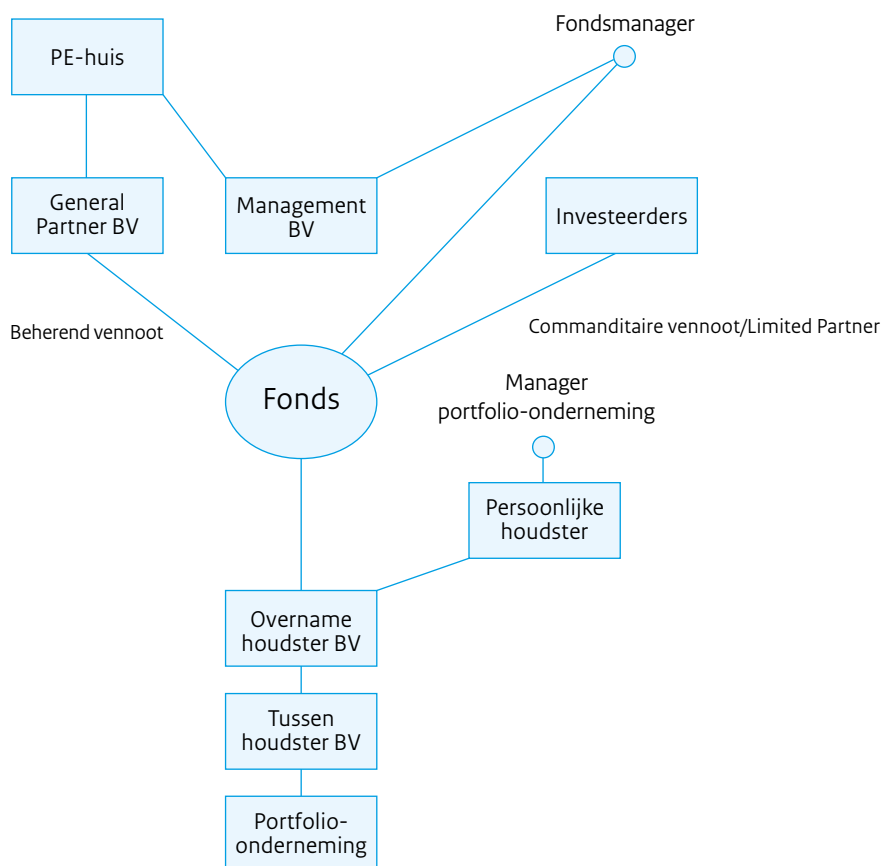 Fondsmanager
PE-huis
General
Partner BV
Management
BV
Investeerders
Beherend vennoot
Commanditaire vennoot/Limited Partner
Fonds
Manager
portfolio-onderneming
Persoonlijke
houdster
Overname
houdster BV
Tussen
houdster BV
Portfolio-
onderneming